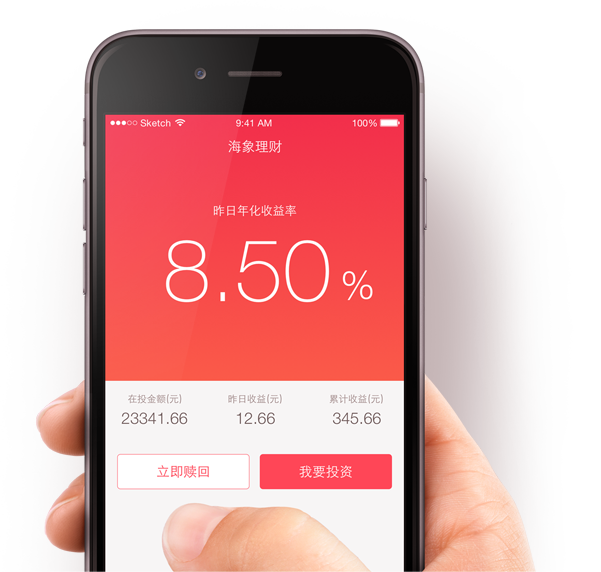 Sketch 9:41 AM 100%
海象理财
昨日年化收益率
8.50 %
在投金额(元) 昨日收益(元) 累计收益(元)
23341.66 12.66 345.66
立即赎回 我要投资